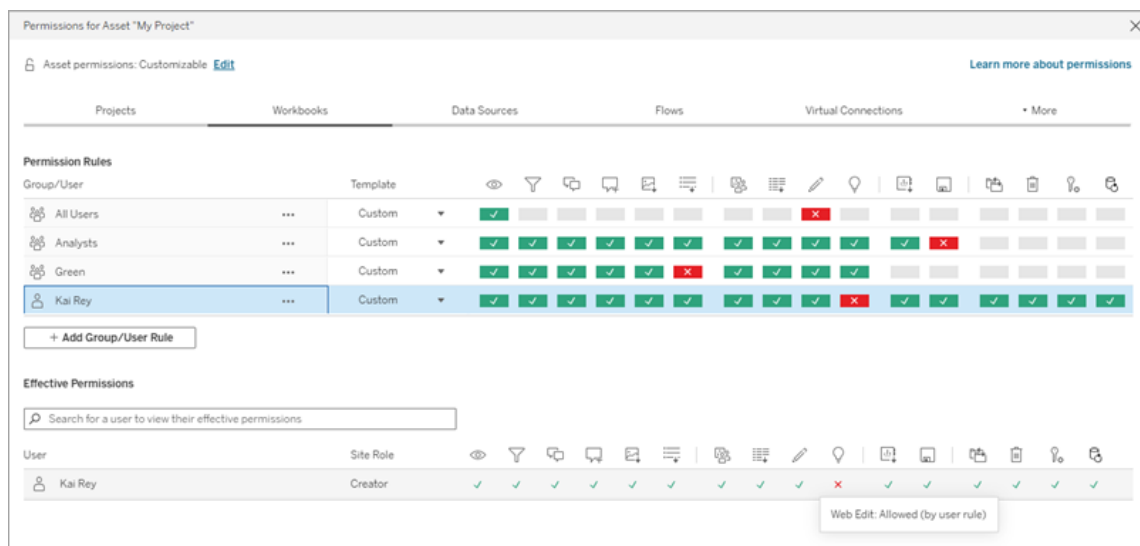 Permissions for Asset "My Project"
Asset permissions: Customizable Edit
Learn more about permissions
Projects Workbooks Data Sources Flows Virtual Connections More
Permission Rules
Group/User Template
All Users ... Custom
Analysts ... Custom
Green ... Custom
Kai Rey ... Custom
+ Add Group/User Rule
Effective Permissions
Search for a user to view their effective permissions
User Site Role
Kai Rey Creator
Web Edit: Allowed (by user rule)